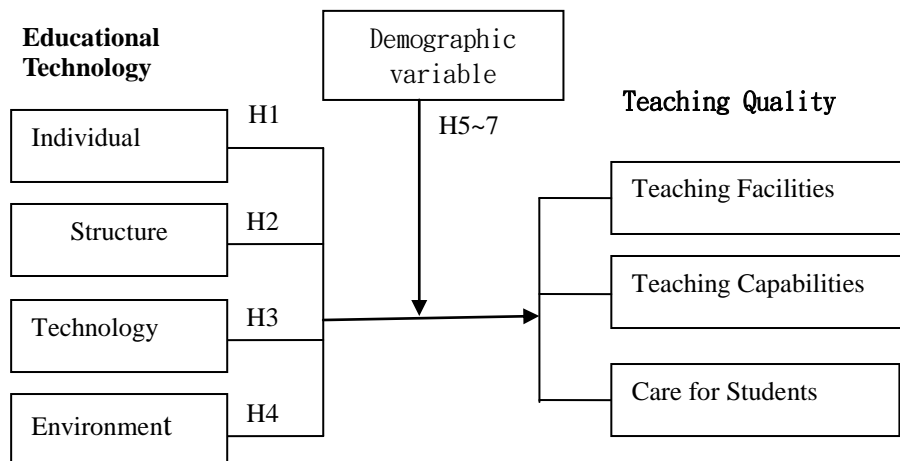 Educational
Technology
Demographic
variable
Teaching Quality
H1
H5~7
Individual
Teaching Facilities
Structure
H2
Teaching Capabilities
Technology
H3
Care for Students
Environment
H4